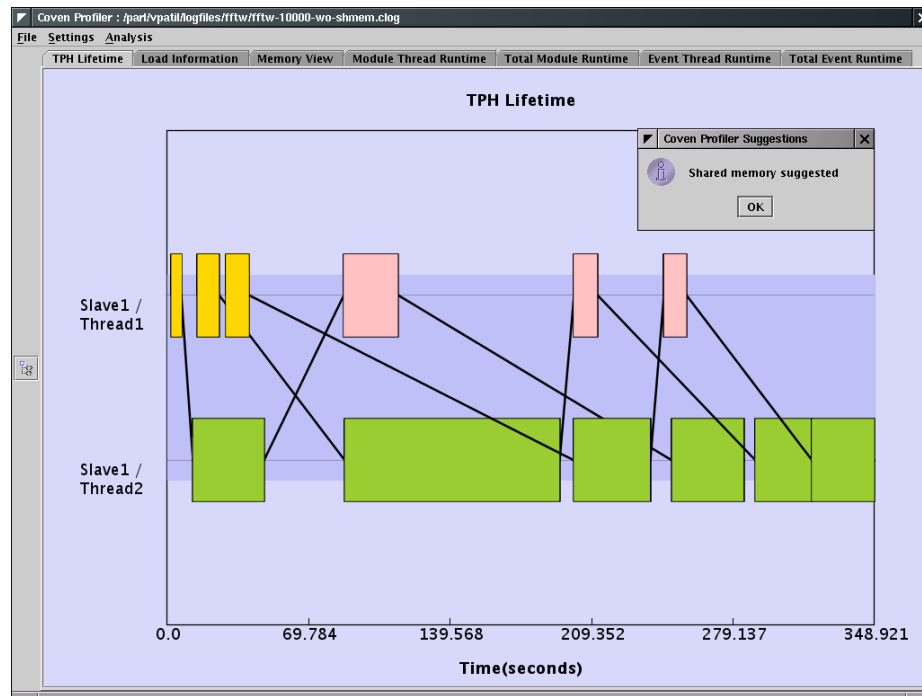 Coven Profiler : /parl/vpatil/logfiles/fftw/fftw-10000-wo-shmem.clog
File Settings Analysis
TPH Lifetime Load Information Memory View Module Thread Runtime Total Module Runtime Event Thread Runtime Total Event Runtime
TPH Lifetime
Coven Profiler Suggestions
Shared memory suggested
OK
Slave1 /
Thread1
Slave1 /
Thread2
0.0 69.784 139.568 209.352 279.137 348.921
Time(seconds)